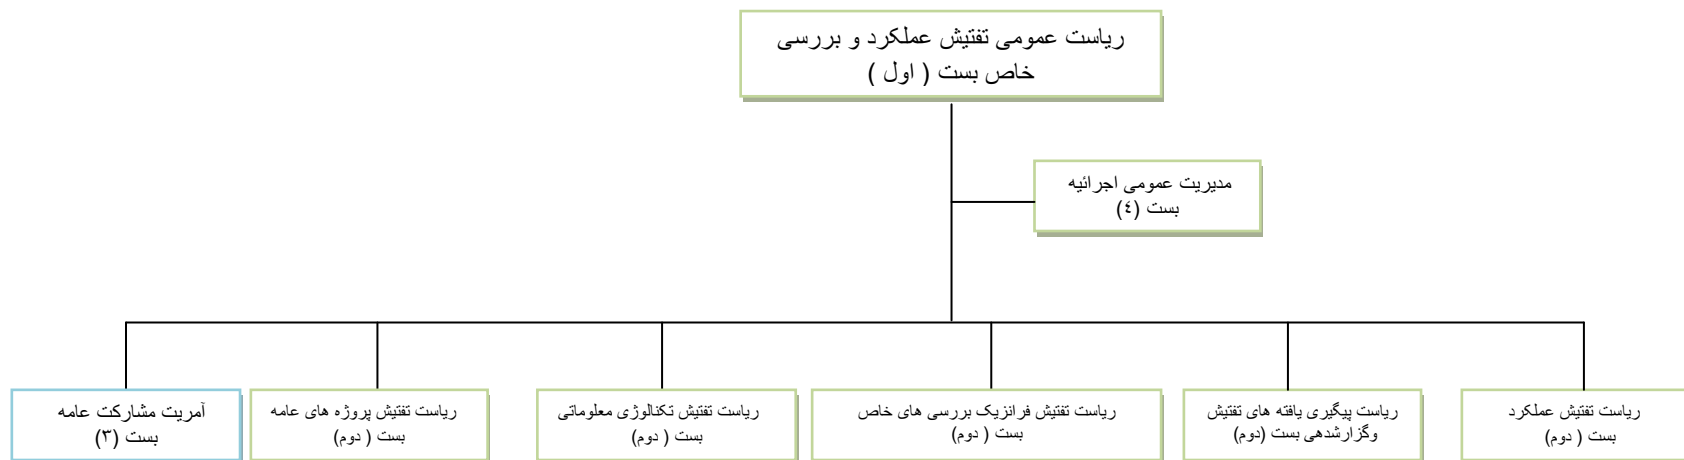 ریاست عمومی تفتیش عملکرد و بررسی
خاص بست ( اول )
مدیریت عمومی اجرائیه
بست (٤)
ریاست تفتیش عملکرد
بست ( دوم)
ریاست پیگیری یافته های تفتیش
وگزارشدهی بست (دوم)
ریاست تفتیش فرانزیک بررسی های خاص
بست ( دوم)
ریاست تفتیش تکنالوژی معلوماتی
بست ( دوم)
ریاست تفتیش پروژه های عامه
بست ( دوم)
آمریت مشارکت عامه
بست (۳)